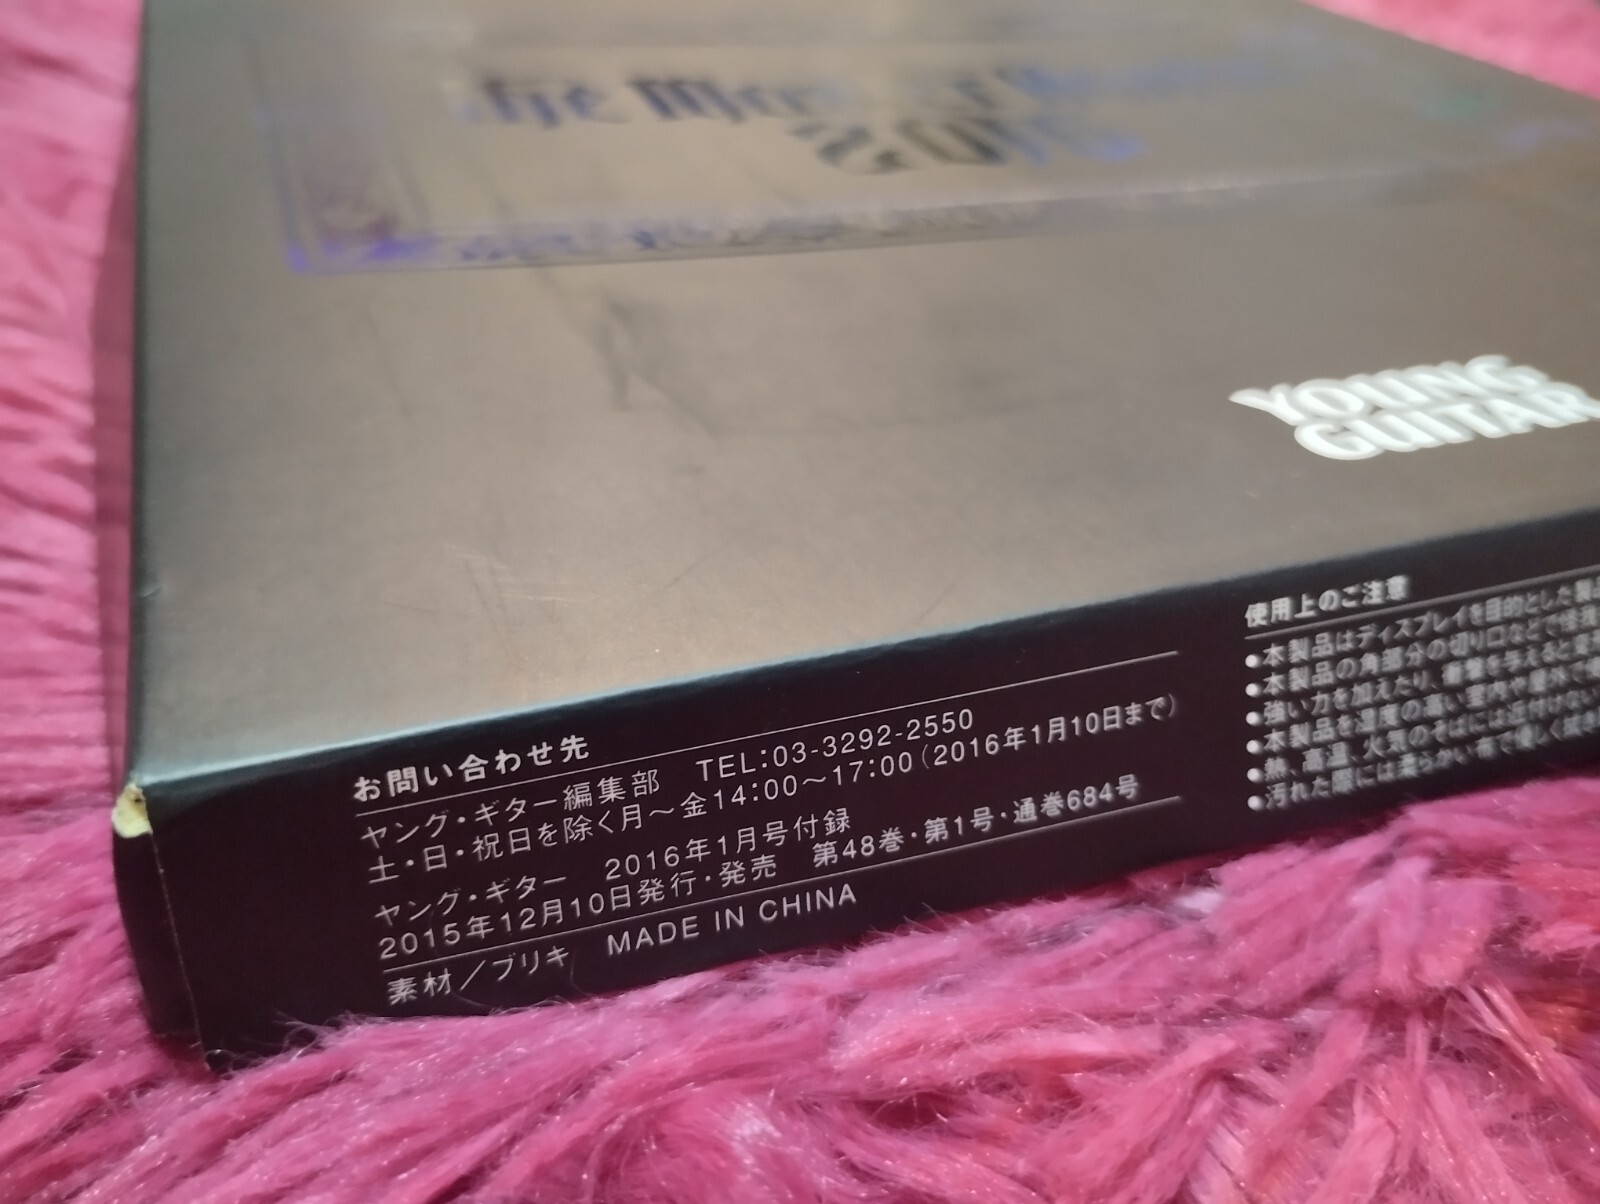 2016
YOUNG
GUITAR
お問い合わせ先
ヤング・ギター編集部 TEL:03-3292-2550
土・日・祝日を除く月〜金14:00〜17:00(2016年1月10日まで)
ヤング・ギター 2016年1月号付録
2015年12月10日発行・発売 第48巻・第1号・通巻684号
素材/ブリキ MADE IN CHINA
使用上のご注意
●本製品はディスプレイを目的とした製品
●本製品の角部分の切り口などで怪我
●強い力を加えたり、衝撃を与えると
●本製品を湿度の高い室内や屋外で
●熱、高温、火気のそばには近付けない
●汚れた際には柔らかい布で優しく